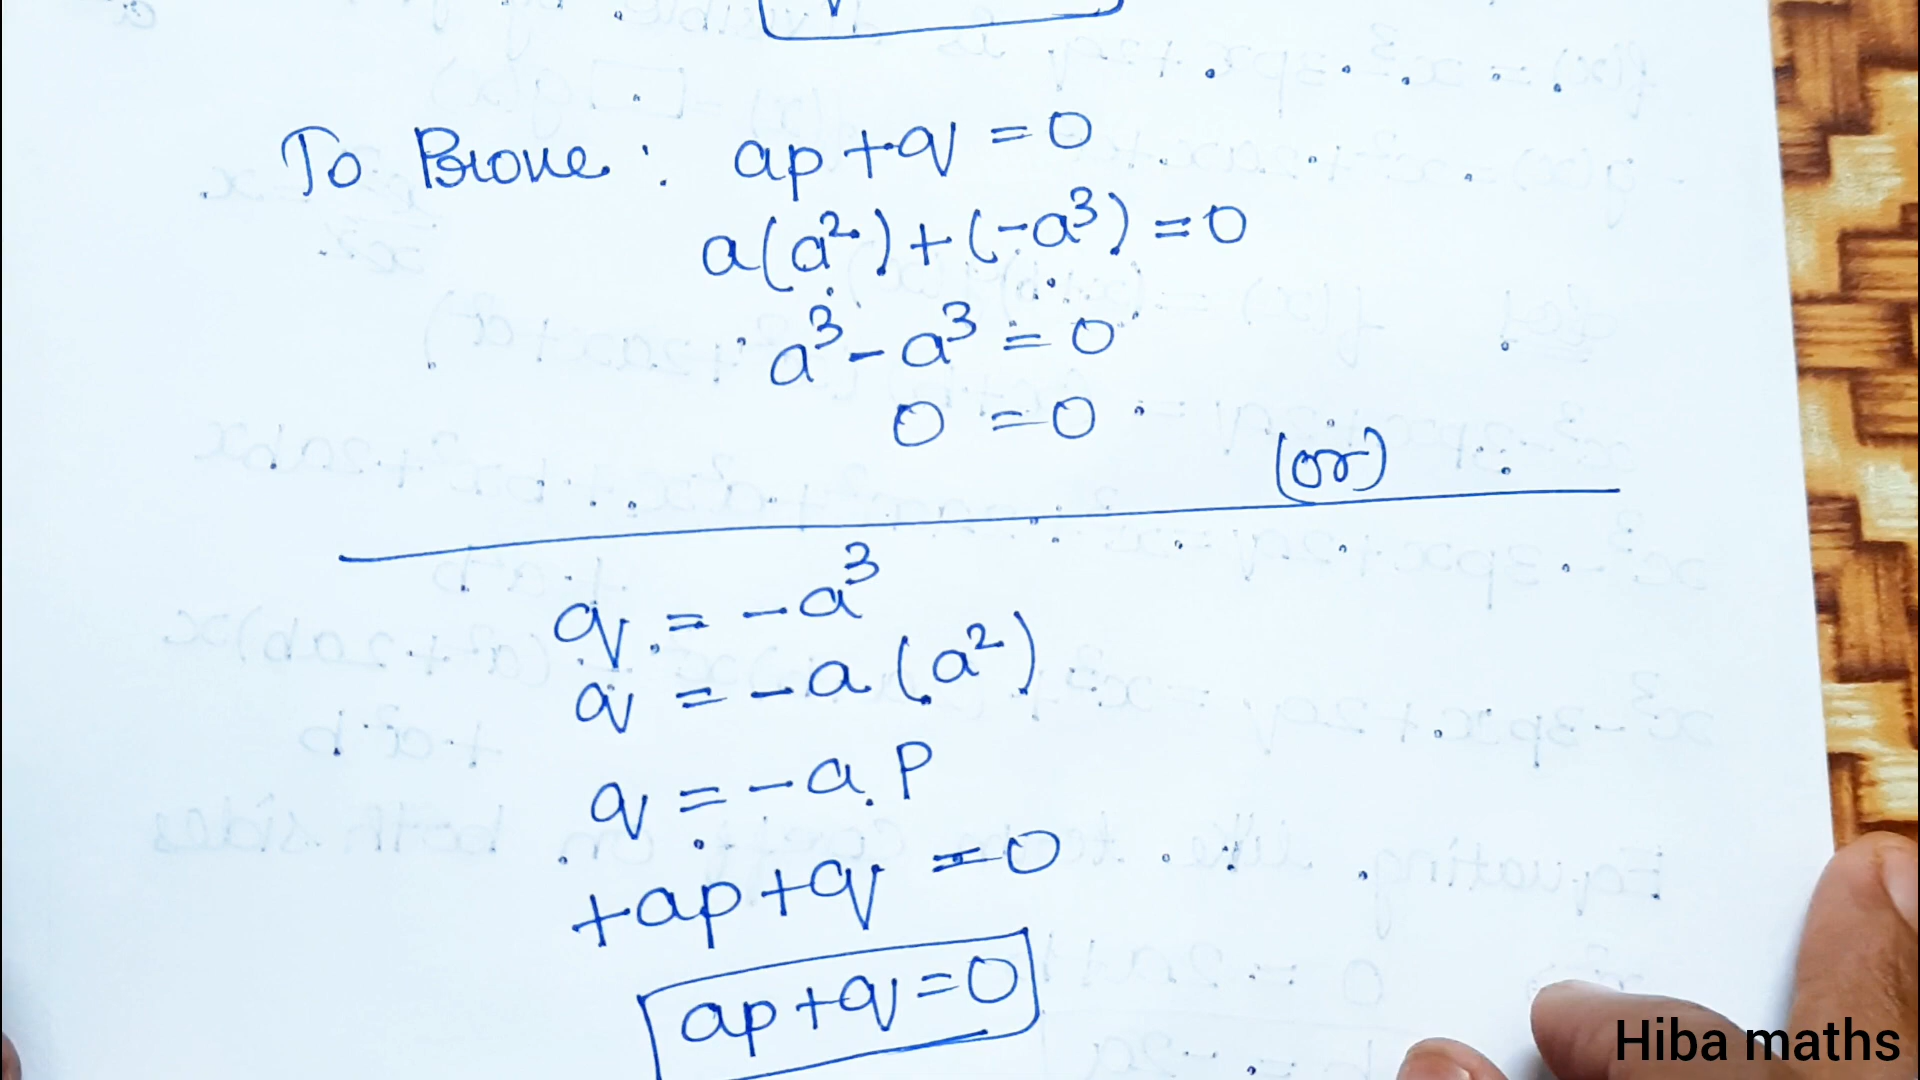 To Prove : ap + q = 0
a(a²) + (-a³) = 0
a³ - a³ = 0
0 = 0
(or)
q = -a³
q = -a (a²)
q = -a.p
+ap + q = 0
ap + q = 0
Hiba maths